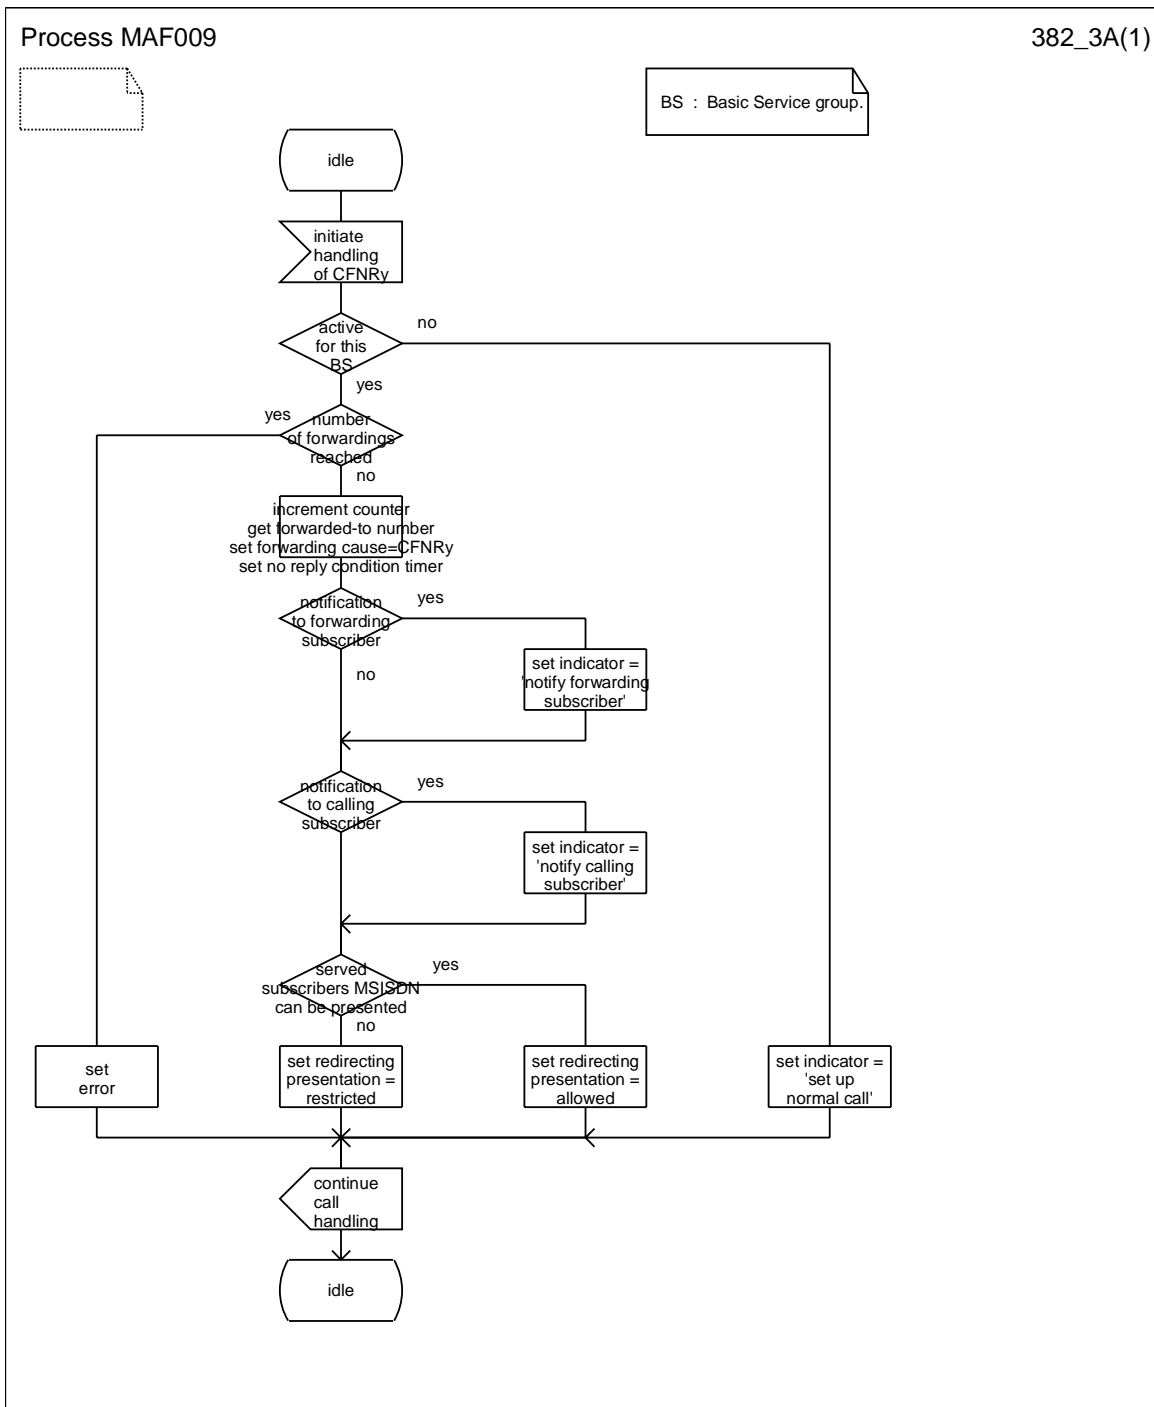 Process MAF009
382_3A(1)
BS : Basic Service group.
idle
initiate
handling
of CFNRy
active
for this
BS
no
yes
yes
number
of forwardings
reached
no
increment counter
get forwarded-to number
set forwarding cause=CFNRy
set no reply condition timer
notification
to forwarding
subscriber
yes
no
set indicator =
'notify forwarding
subscriber'
notification
to calling
subscriber
yes
set indicator =
'notify calling
subscriber'
served
subscribers MSISDN
can be presented
yes
no
set
error
set redirecting
presentation =
restricted
set redirecting
presentation =
allowed
set indicator =
'set up
normal call'
continue
call
handling
idle